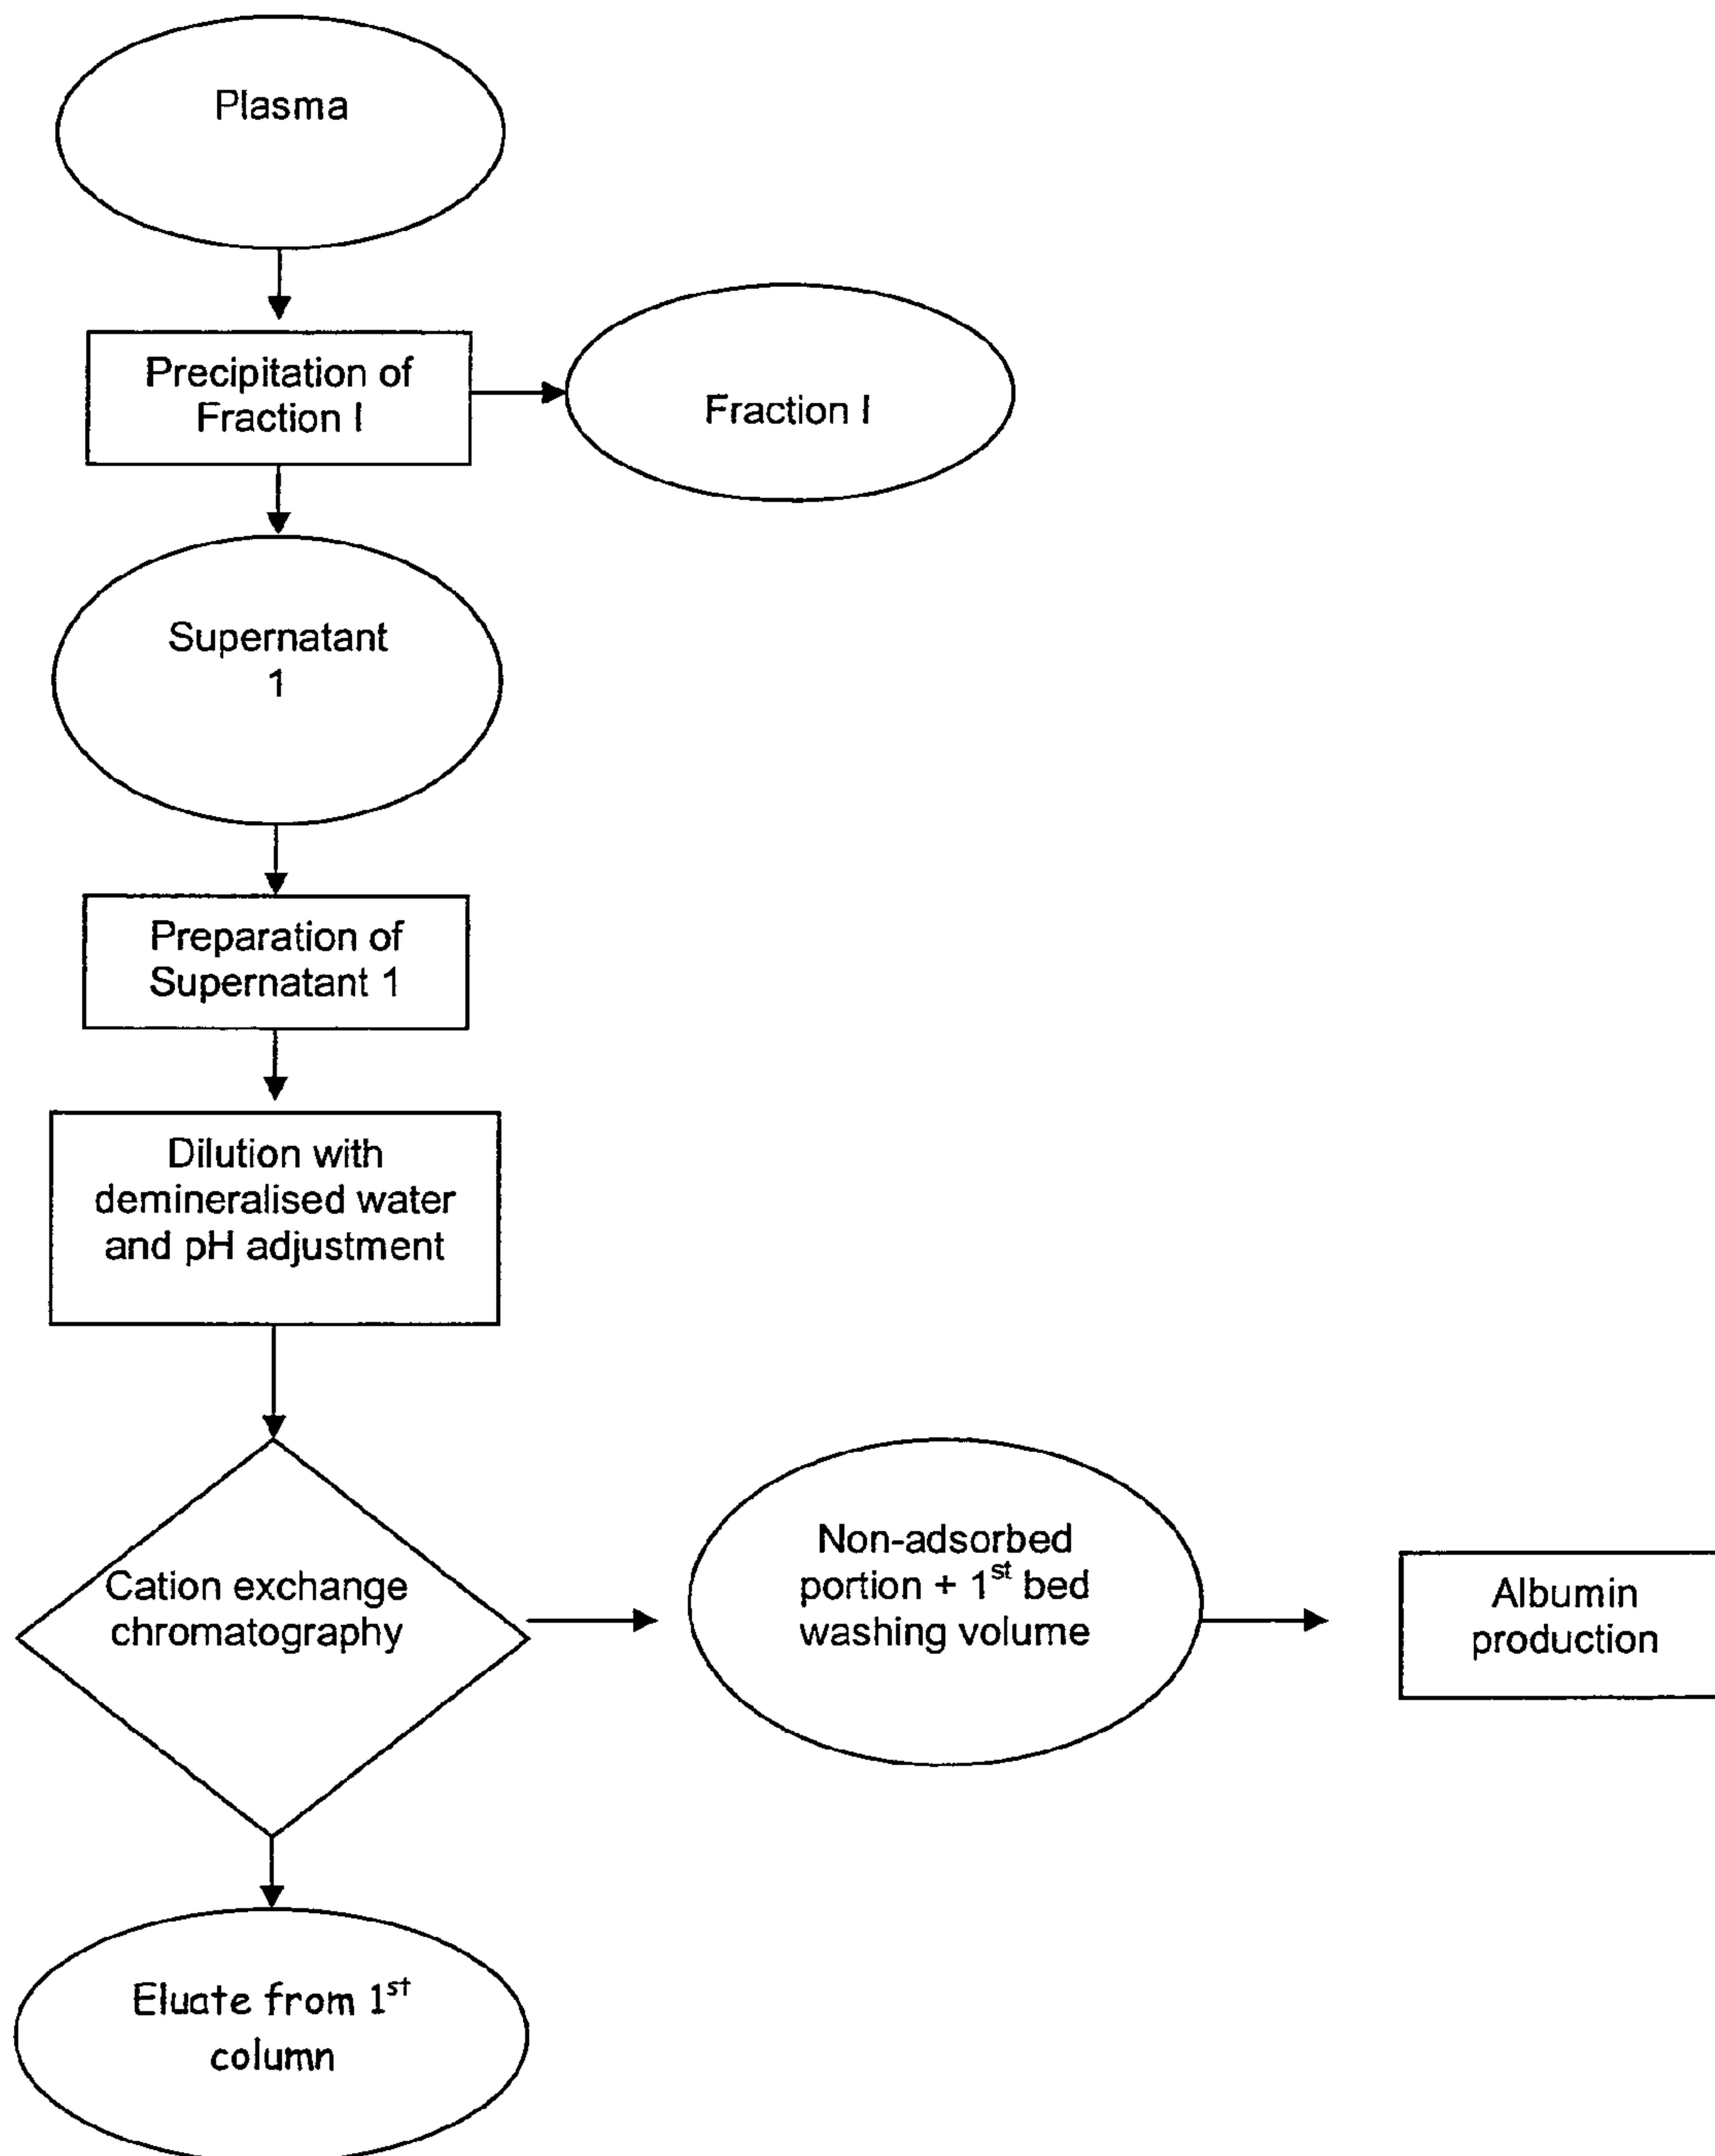 Plasma
Precipitation of
Fraction I
Fraction I
Supernatant
1
Preparation of
Supernatant 1
Dilution with
demineralised water
and pH adjustment
Cation exchange
chromatography
Non-adsorbed
portion + 1st bed
washing volume
Albumin
production
Eluate from 1st
column